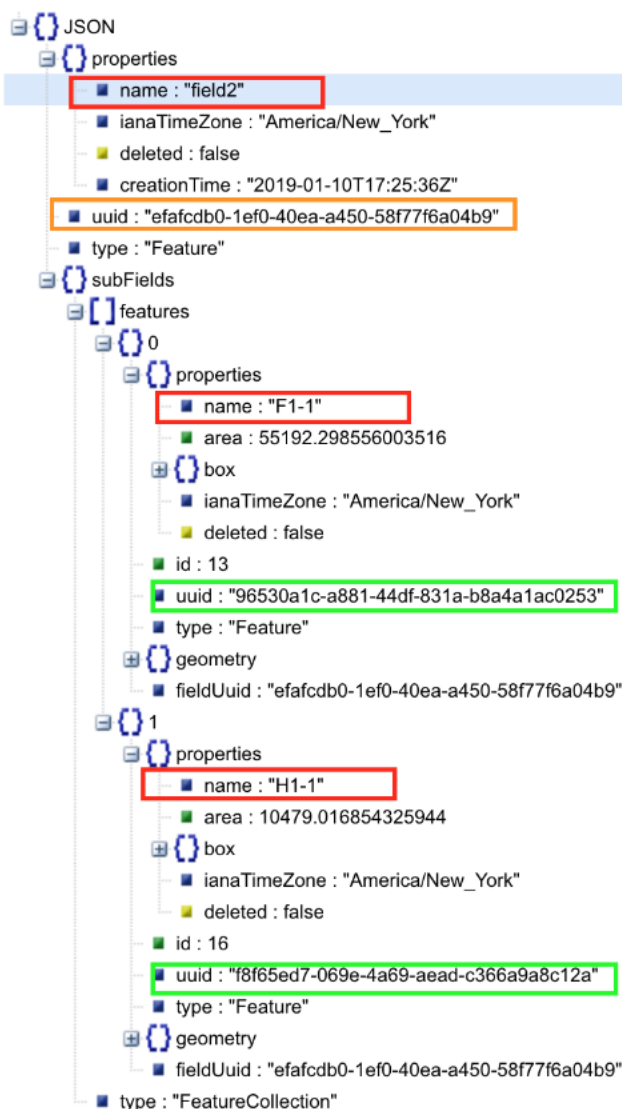 JSON
properties
name : "field2"
ianaTimeZone : "America/New_York"
deleted : false
creationTime : "2019-01-10T17:25:36Z"
uuid : "efafcdb0-1ef0-40ea-a450-58f77f6a04b9"
type : "Feature"
subFields
features
0
properties
name : "F1-1"
area : 55192.298556003516
box
ianaTimeZone : "America/New_York"
deleted : false
id : 13
uuid : "96530a1c-a881-44df-831a-b8a4a1ac0253"
type : "Feature"
geometry
fieldUuid : "efafcdb0-1ef0-40ea-a450-58f77f6a04b9"
1
properties
name : "H1-1"
area : 10479.016854325944
box
ianaTimeZone : "America/New_York"
deleted : false
id : 16
uuid : "f8f65ed7-069e-4a69-aead-c366a9a8c12a"
type : "Feature"
geometry
fieldUuid : "efafcdb0-1ef0-40ea-a450-58f77f6a04b9"
type : "FeatureCollection"